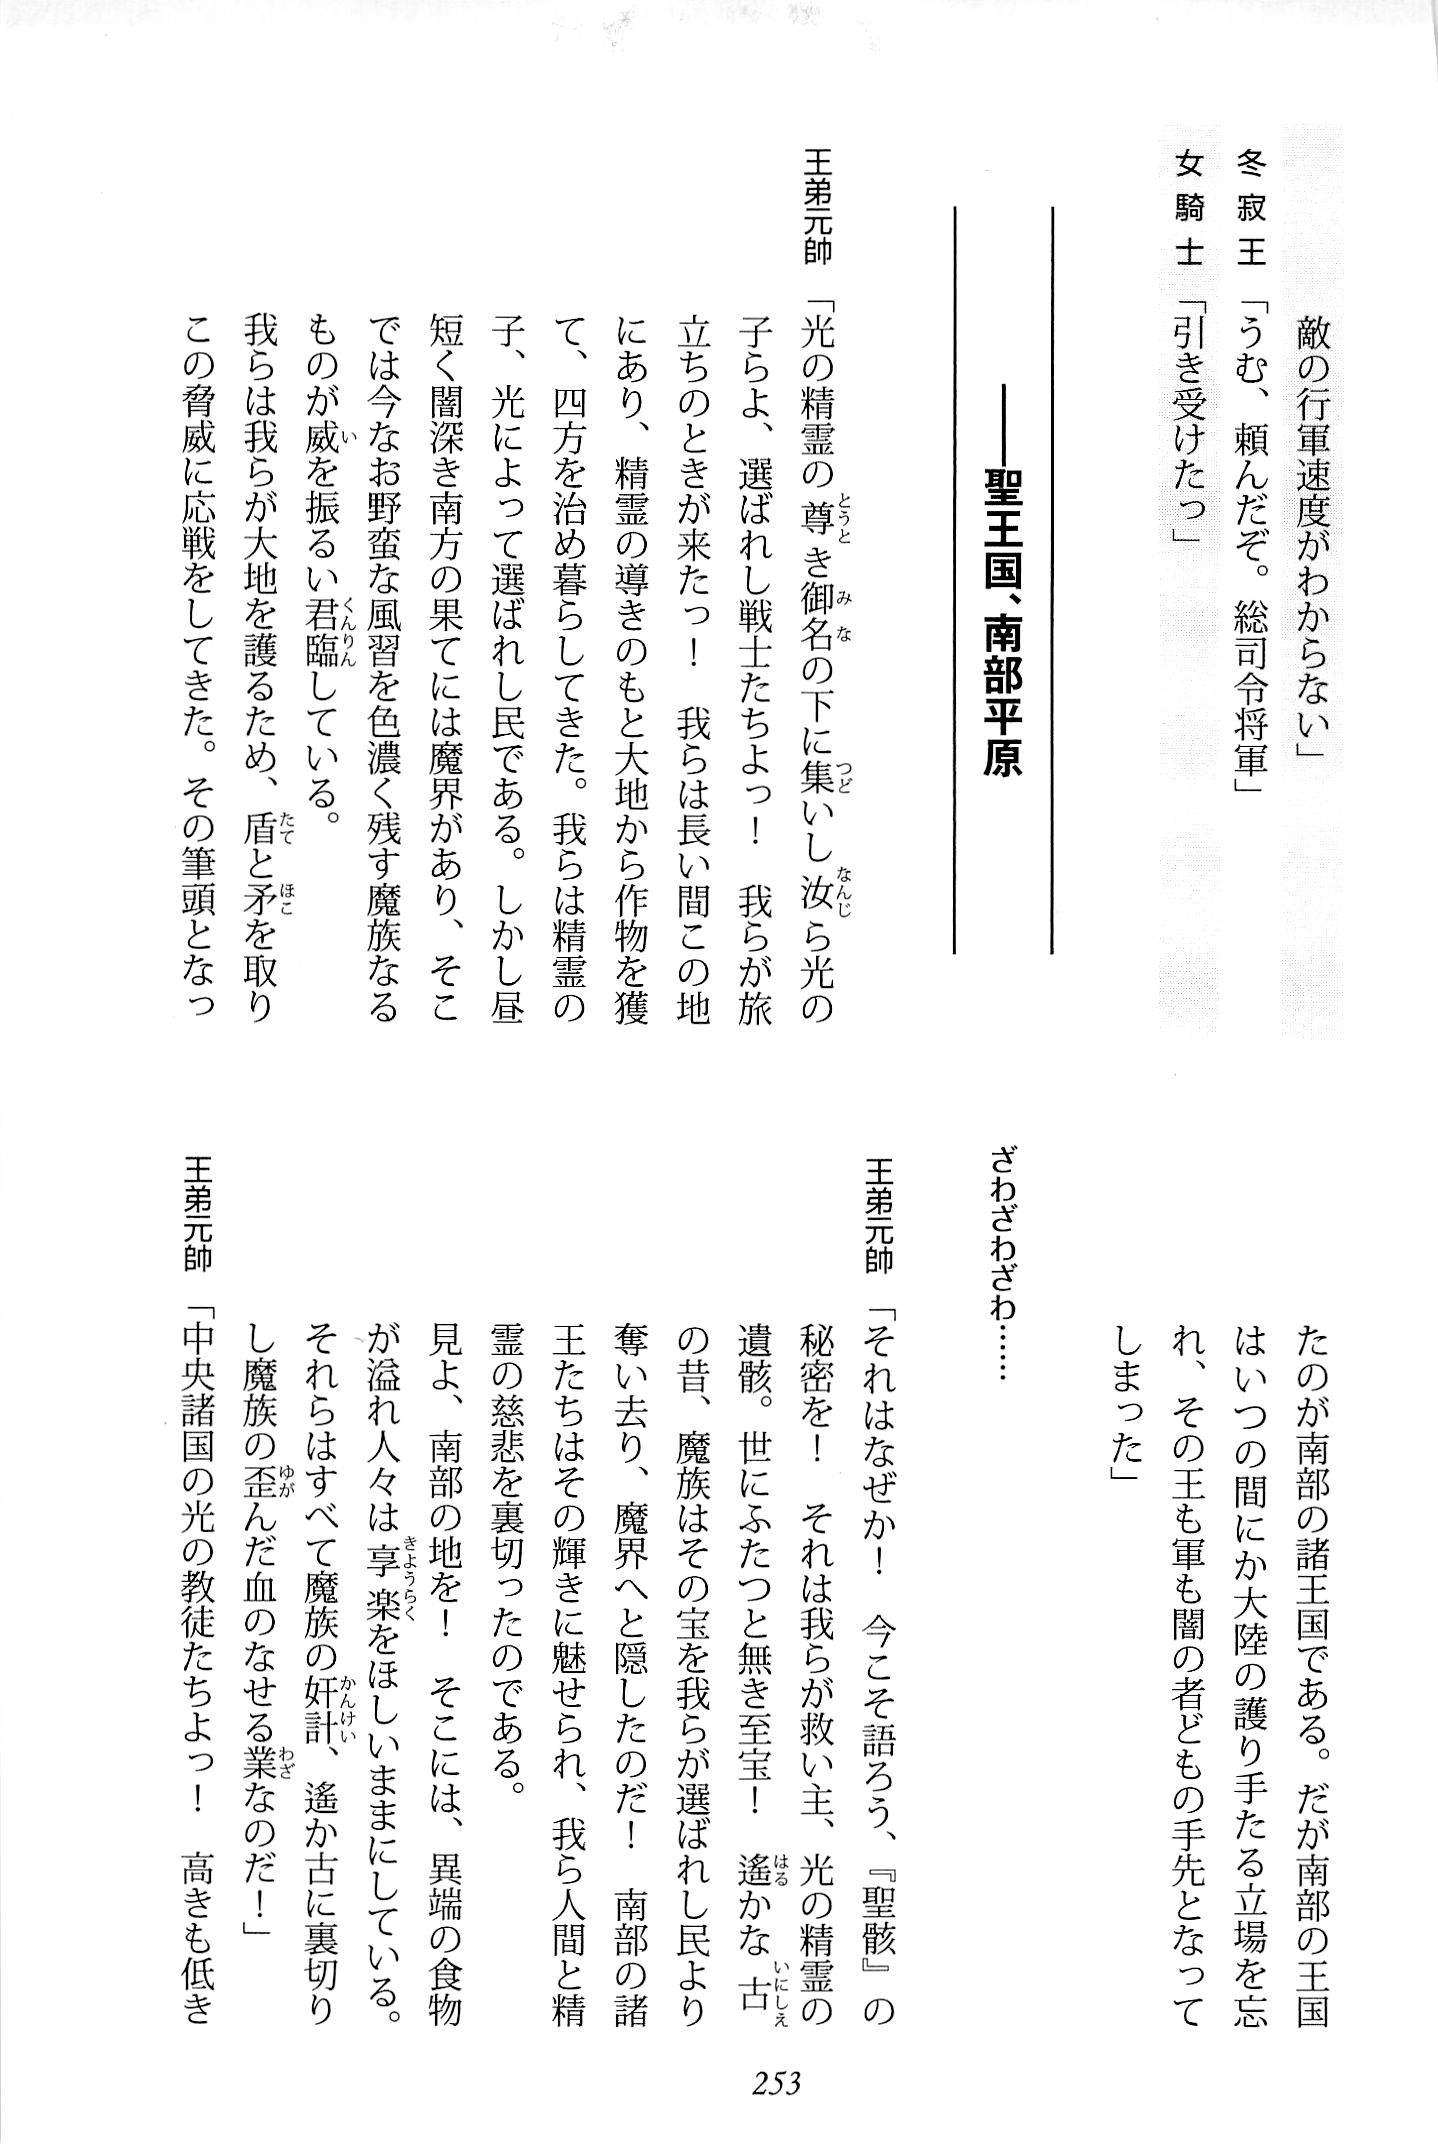 敵の行軍速度がわからない」
冬寂王「うむ、頼んだぞ。総司令将軍」
女騎士「引き受けたっ」
――聖王国、南部平原
王弟元帥「光の精霊の尊き御名の下に集いし汝ら光の
子らよ、選ばれし戦士たちよっ！　我らが旅
立ちのときが来たっ！　我らは長い間この地
にあり、精霊の導きのもと大地から作物を獲
て、四方を治め暮らしてきた。我らは精霊の
子、光によって選ばれし民である。しかし昼
短く闇深き南方の果てには魔界があり、そこ
では今なお野蛮な風習を色濃く残す魔族なる
ものが威を振るい君臨している。
我らは我らが大地を護るため、盾と矛を取り
この脅威に応戦をしてきた。その筆頭となっ
たのが南部の諸王国である。だが南部の王国
はいつの間にか大陸の護り手たる立場を忘
れ、その王も軍も闇の者どもの手先となって
しまった」
ざわざわざわ……
王弟元帥「それはなぜか！　今こそ語ろう、『聖骸』の
秘密を！　それは我らが救い主、光の精霊の
遺骸。世にふたつと無き至宝！　遙かな古
の昔、魔族はその宝を我らが選ばれし民より
奪い去り、魔界へと隠したのだ！　南部の諸
王たちはその輝きに魅せられ、我ら人間と精
霊の慈悲を裏切ったのである。
見よ、南部の地を！　そこには、異端の食物
が溢れ人々は享楽をほしいままにしている。
それらはすべて魔族の奸計、遙か古に裏切り
し魔族の歪んだ血のなせる業なのだ！」
王弟元帥「中央諸国の光の教徒たちよっ！　高きも低き
253